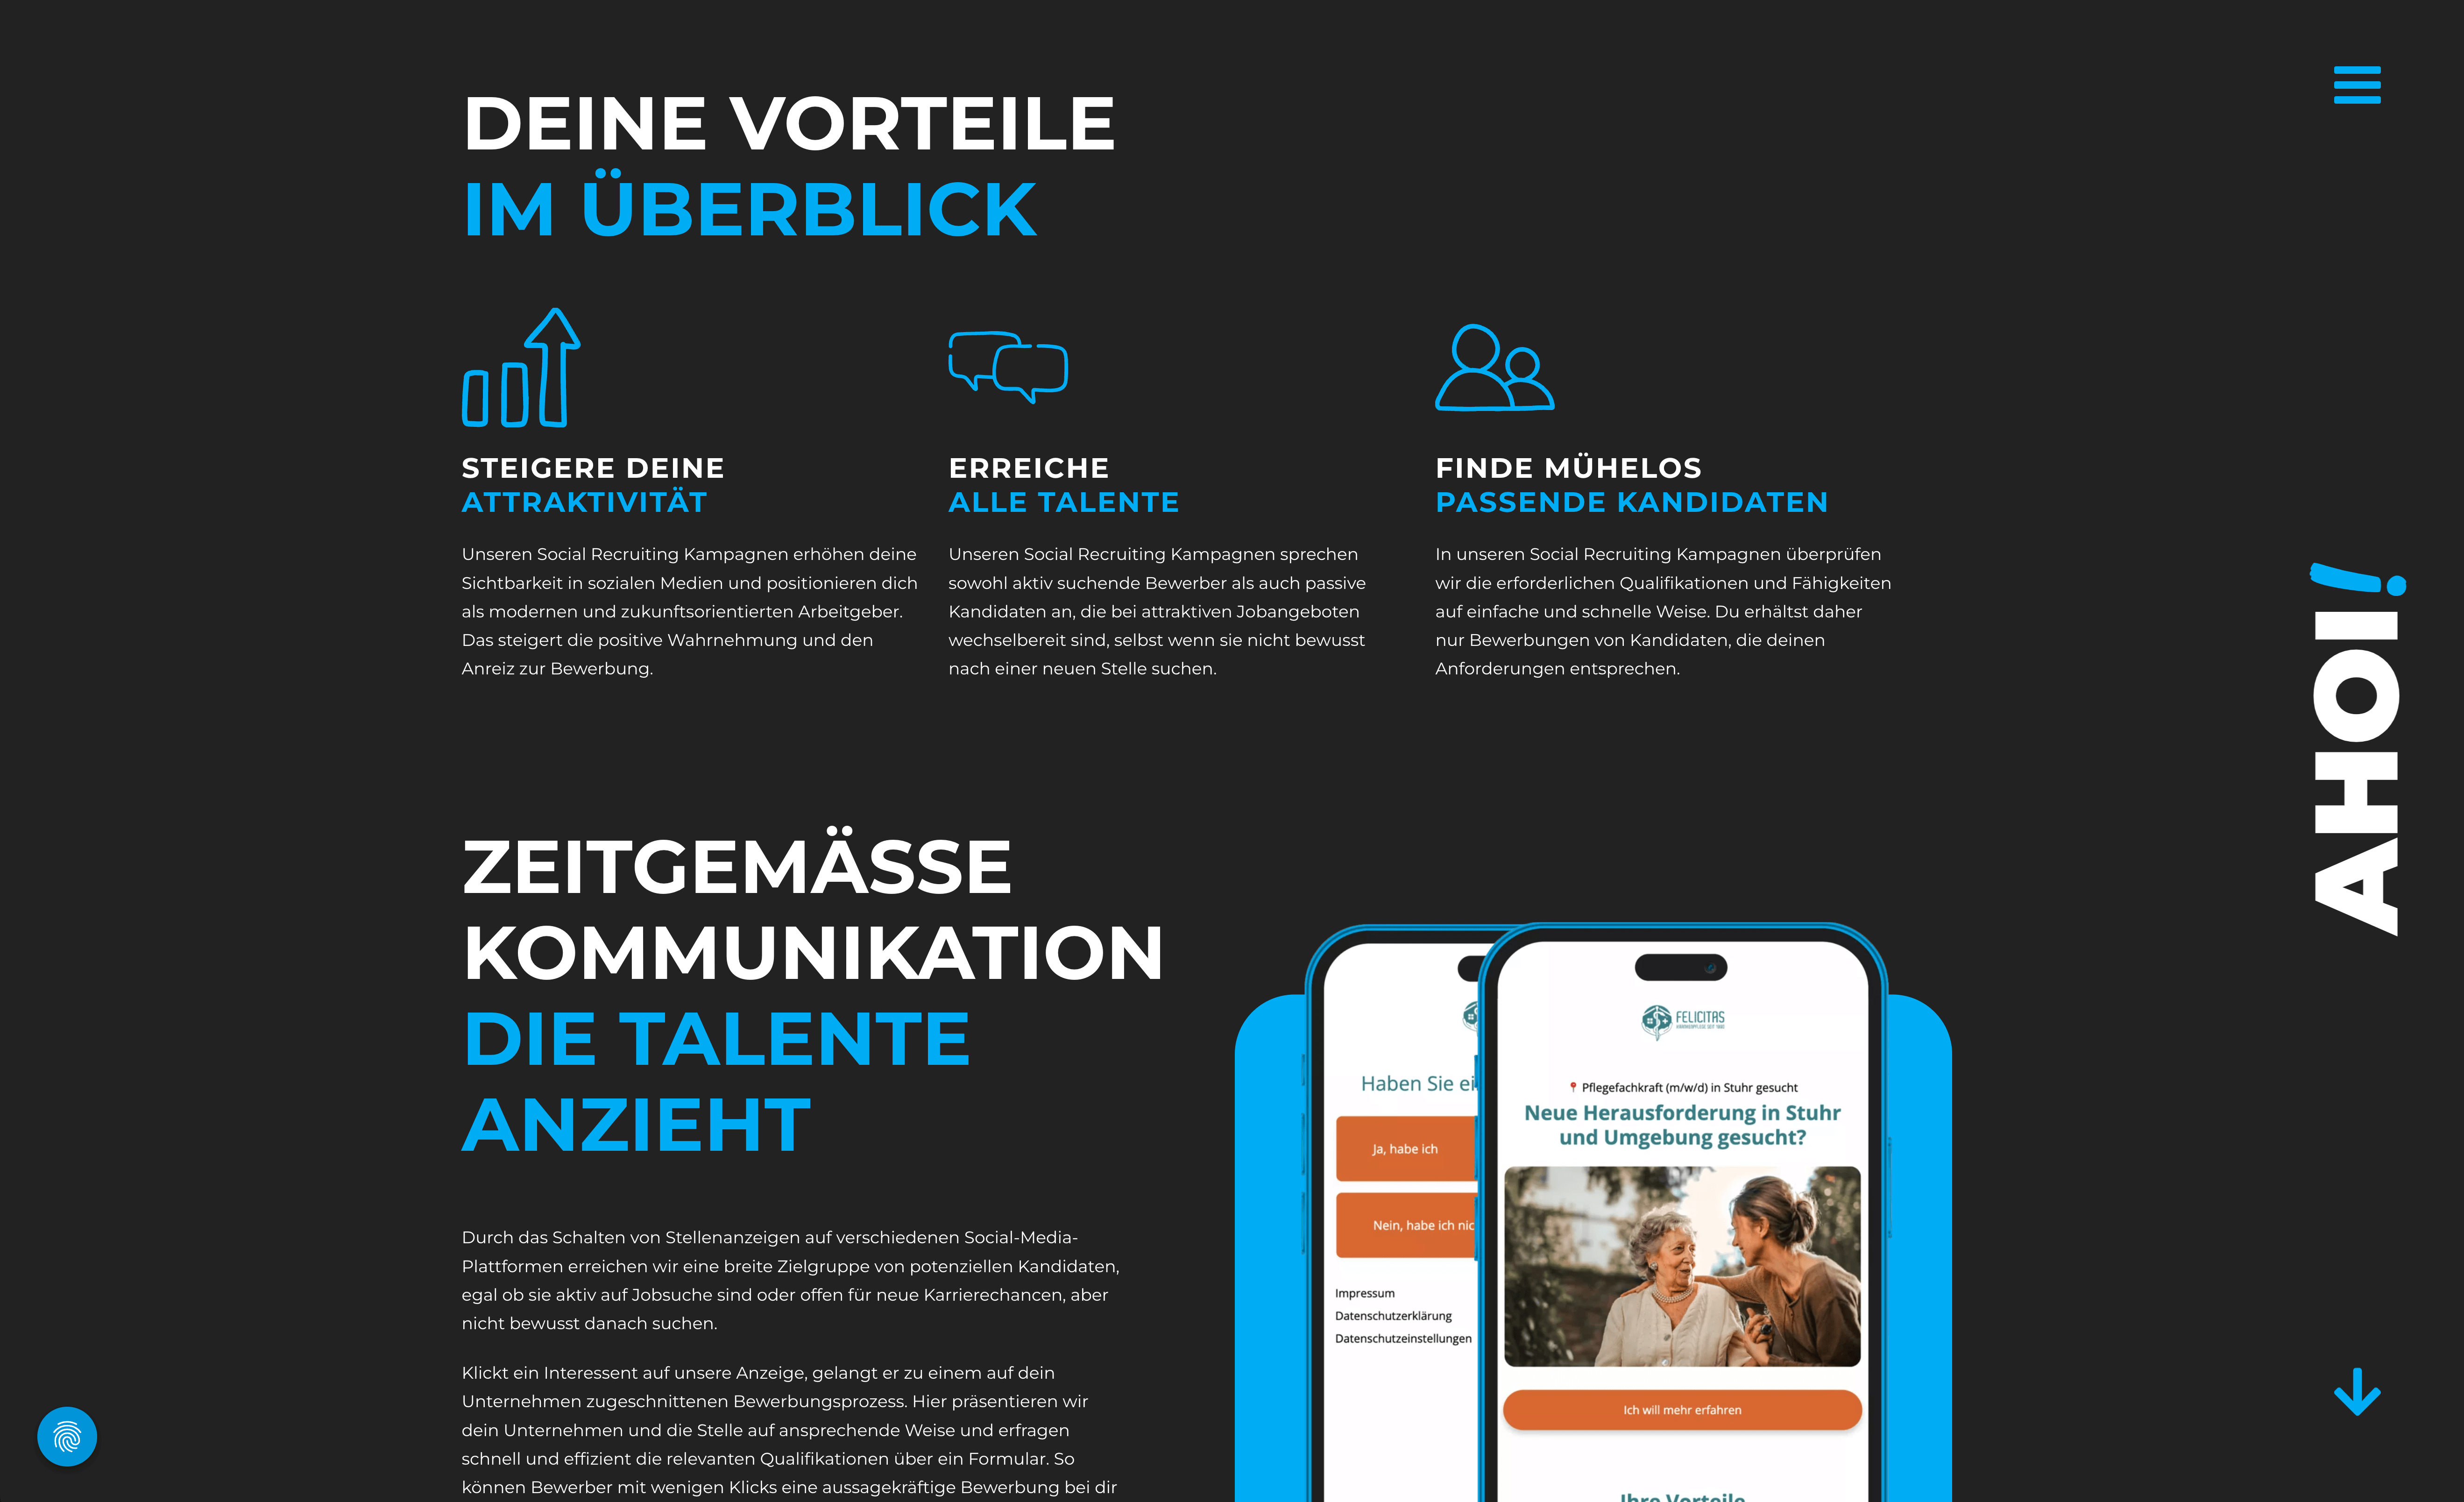 DEINE VORTEILE
IM ÜBERBLICK
STEIGERE DEINE
ATTRAKTIVITÄT
Unseren Social Recruiting Kampagnen erhöhen deine
Sichtbarkeit in sozialen Medien und positionieren dich
als modernen und zukunftsorientierten Arbeitgeber.
Das steigert die positive Wahrnehmung und den
Anreiz zur Bewerbung.
ERREICHE
ALLE TALENTE
Unseren Social Recruiting Kampagnen sprechen
sowohl aktiv suchende Bewerber als auch passive
Kandidaten an, die bei attraktiven Jobangeboten
wechselbereit sind, selbst wenn sie nicht bewusst
nach einer neuen Stelle suchen.
FINDE MÜHELOS
PASSENDE KANDIDATEN
In unseren Social Recruiting Kampagnen überprüfen
wir die erforderlichen Qualifikationen und Fähigkeiten
auf einfache und schnelle Weise. Du erhältst daher
nur Bewerbungen von Kandidaten, die deinen
Anforderungen entsprechen.
AHOI!
ZEITGEMÄSSE
KOMMUNIKATION
DIE TALENTE
ANZIEHT
Durch das Schalten von Stellenanzeigen auf verschiedenen Social-Media-
Plattformen erreichen wir eine breite Zielgruppe von potenziellen Kandidaten,
egal ob sie aktiv auf Jobsuche sind oder offen für neue Karrierechancen, aber
nicht bewusst danach suchen.
Klickt ein Interessent auf unsere Anzeige, gelangt er zu einem auf dein
Unternehmen zugeschnittenen Bewerbungsprozess. Hier präsentieren wir
dein Unternehmen und die Stelle auf ansprechende Weise und erfragen
schnell und effizient die relevanten Qualifikationen über ein Formular. So
können Bewerber mit wenigen Klicks eine aussagekräftige Bewerbung bei dir
Haben Sie ei
Ja, habe ich
Nein, habe ich nic
Impressum
Datenschutzerklärung
Datenschutzeinstellungen
FELICITAS
Pflegefachkraft (m/w/d) in Stuhr gesucht
Neue Herausforderung in Stuhr
und Umgebung gesucht?
Ich will mehr erfahren
Ihre Vorteile